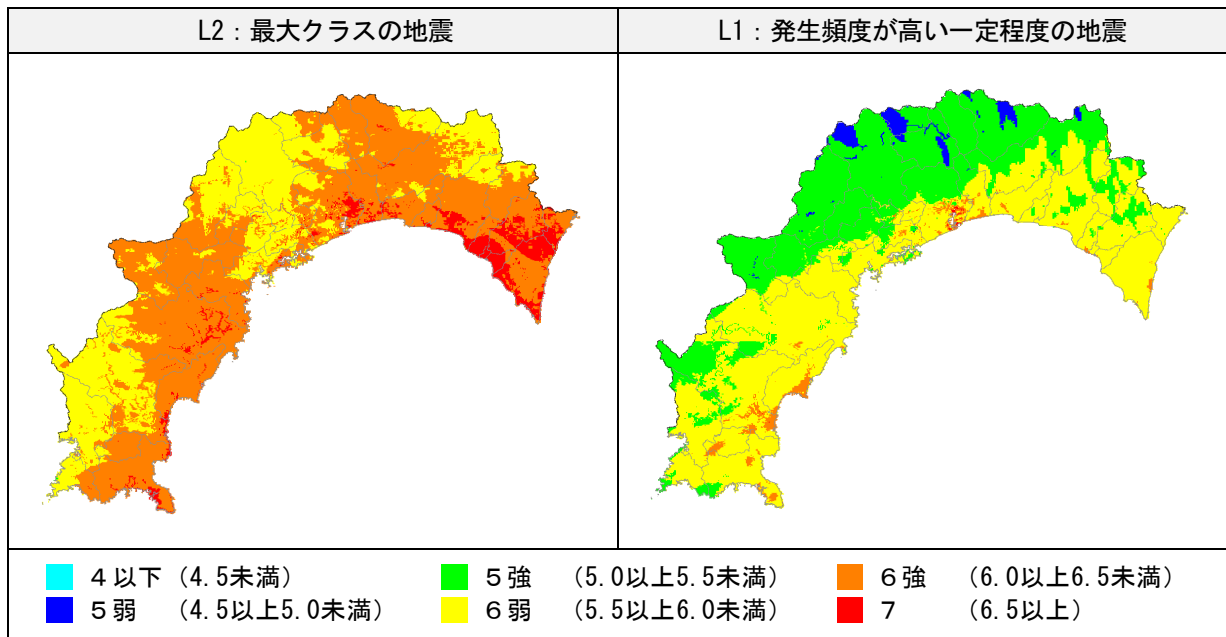 L2：最大クラスの地震
L1：発生頻度が高い一定程度の地震
４以下（4.5未満）
５強　（5.0以上5.5未満）
６強　（6.0以上6.5未満）
５弱　（4.5以上5.0未満）
６弱　（5.5以上6.0未満）
７　　（6.5以上）